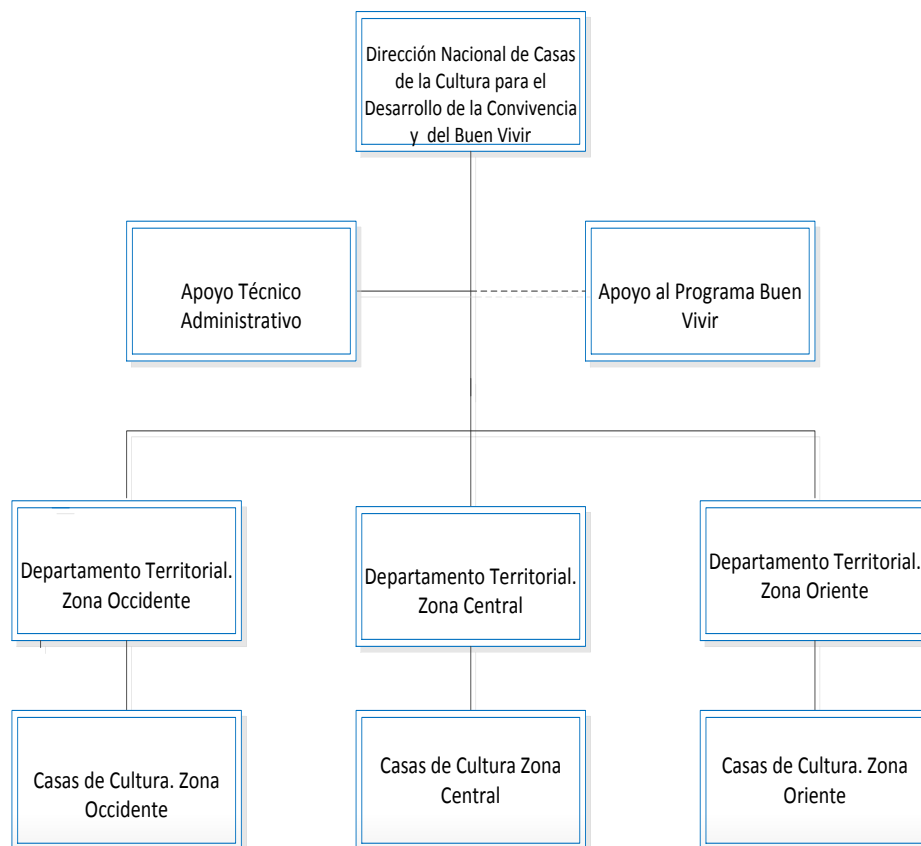 Dirección Nacional de Casas
de la Cultura para el
Desarrollo de la Convivencia
y del Buen Vivir
Apoyo Técnico
Administrativo
Apoyo al Programa Buen
Vivir
Departamento Territorial.
Zona Occidente
Departamento Territorial.
Zona Central
Departamento Territorial.
Zona Oriente
Casas de Cultura. Zona
Occidente
Casas de Cultura Zona
Central
Casas de Cultura. Zona
Oriente